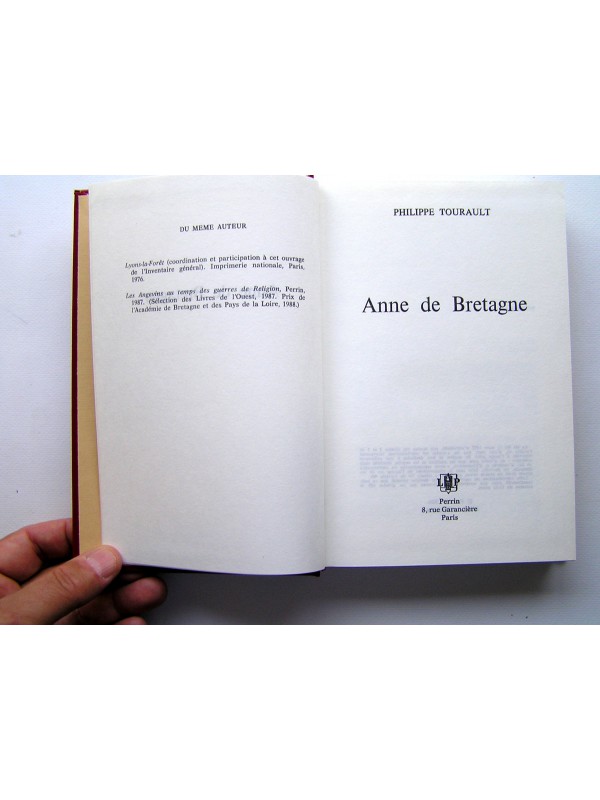 DU MEME AUTEUR
Lyons-la-Forêt (coordination et participation à cet ouvrage
de l'Inventaire général). Imprimerie nationale, Paris,
1976.
Les Angevins au temps des guerres de Religion, Perrin,
1987. (Sélection des Livres de l'Ouest, 1987. Prix de
l'Académie de Bretagne et des Pays de la Loire, 1988.)
PHILIPPE TOURAULT
Anne de Bretagne
L P
Perrin
8, rue Garancière
Paris